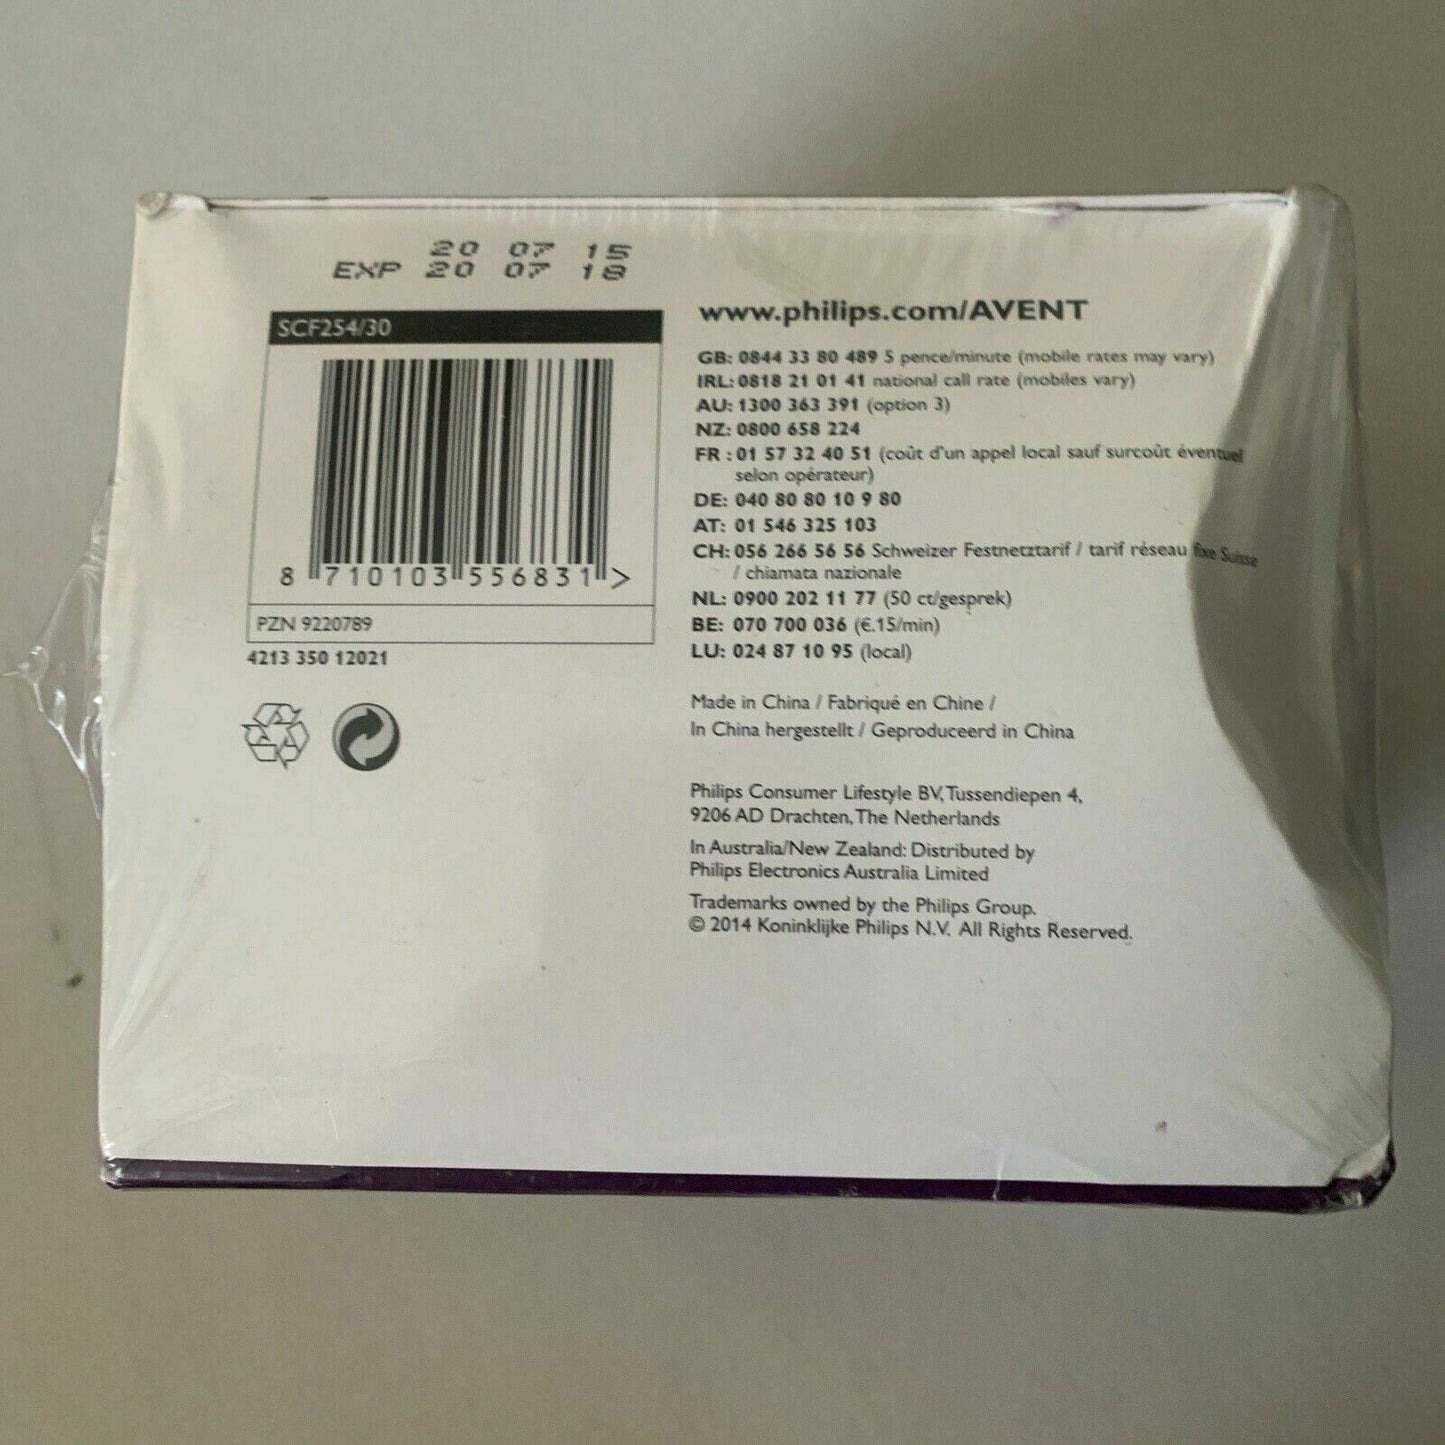 20 07 15
EXP 20 07 18
SCF254/30
8 710103 556831 >
PZN 9220789
4213 350 12021
www.philips.com/AVENT
GB: 0844 33 80 489 5 pence/minute (mobile rates may vary)
IRL: 0818 21 01 41 national call rate (mobiles vary)
AU: 1300 363 391 (option 3)
NZ: 0800 658 224
FR : 01 57 32 40 51 (coût d'un appel local sauf surcoût éventuel
selon opérateur)
DE: 040 80 80 10 9 80
AT: 01 546 325 103
CH: 056 266 56 56 Schweizer Festnetztarif / tarif réseau fixe Suisse
/ chiamata nazionale
NL: 0900 202 11 77 (50 ct/gesprek)
BE: 070 700 036 (€.15/min)
LU: 024 87 10 95 (local)
Made in China / Fabriqué en Chine /
In China hergestellt / Geproduceerd in China
Philips Consumer Lifestyle BV, Tussendiepen 4,
9206 AD Drachten, The Netherlands
In Australia/New Zealand: Distributed by
Philips Electronics Australia Limited
Trademarks owned by the Philips Group.
© 2014 Koninklijke Philips N.V. All Rights Reserved.